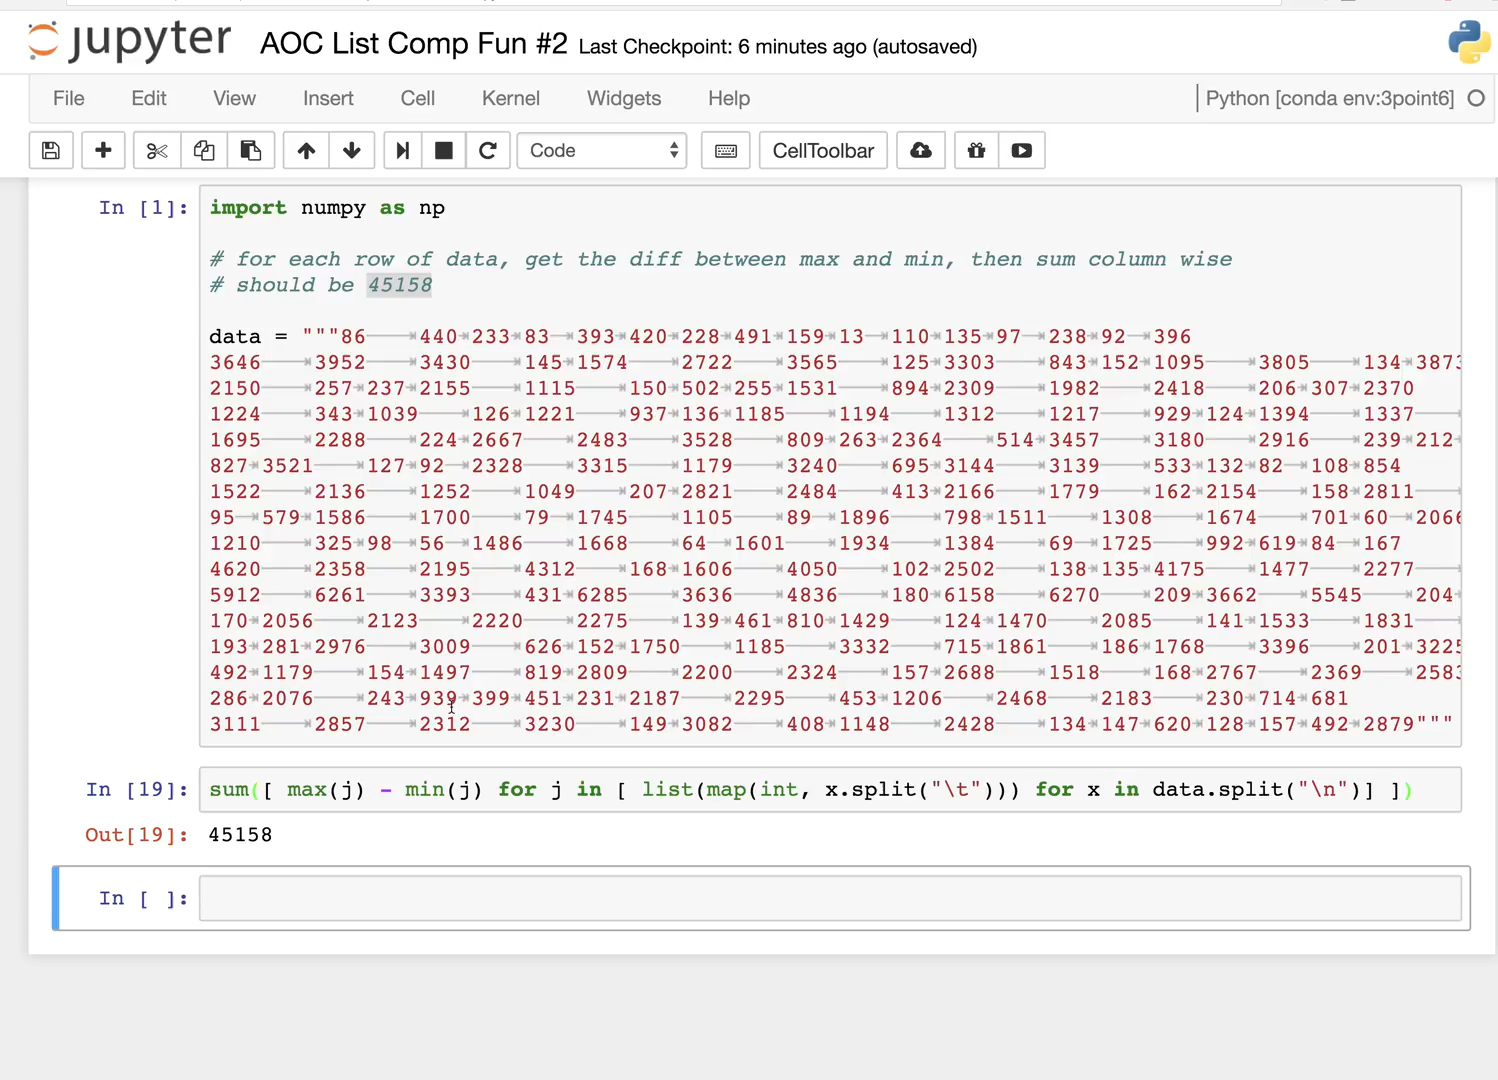 jupyter AOC List Comp Fun #2 Last Checkpoint: 6 minutes ago (autosaved)
File Edit View Insert Cell Kernel Widgets Help Python [conda env:3point6]
Code CellToolbar
In [1]: import numpy as np
# for each row of data, get the diff between max and min, then sum column wise
# should be 45158
data = """86 440 233 83 393 420 228 491 159 13 110 135 97 238 92 396
3646 3952 3430 145 1574 2722 3565 125 3303 843 152 1095 3805 134 3873
2150 257 237 2155 1115 150 502 255 1531 894 2309 1982 2418 206 307 2370
1224 343 1039 126 1221 937 136 1185 1194 1312 1217 929 124 1394 1337
1695 2288 224 2667 2483 3528 809 263 2364 514 3457 3180 2916 239 212
827 3521 127 92 2328 3315 1179 3240 695 3144 3139 533 132 82 108 854
1522 2136 1252 1049 207 2821 2484 413 2166 1779 162 2154 158 2811
95 579 1586 1700 79 1745 1105 89 1896 798 1511 1308 1674 701 60 2066
1210 325 98 56 1486 1668 64 1601 1934 1384 69 1725 992 619 84 167
4620 2358 2195 4312 168 1606 4050 102 2502 138 135 4175 1477 2277
5912 6261 3393 431 6285 3636 4836 180 6158 6270 209 3662 5545 204
170 2056 2123 2220 2275 139 461 810 1429 124 1470 2085 141 1533 1831
193 281 2976 3009 626 152 1750 1185 3332 715 1861 186 1768 3396 201 3225
492 1179 154 1497 819 2809 2200 2324 157 2688 1518 168 2767 2369 2583
286 2076 243 939 399 451 231 2187 2295 453 1206 2468 2183 230 714 681
3111 2857 2312 3230 149 3082 408 1148 2428 134 147 620 128 157 492 2879"""
In [19]: sum([ max(j) - min(j) for j in [ list(map(int, x.split("\t"))) for x in data.split("\n")] ])
Out[19]: 45158
In [ ]: